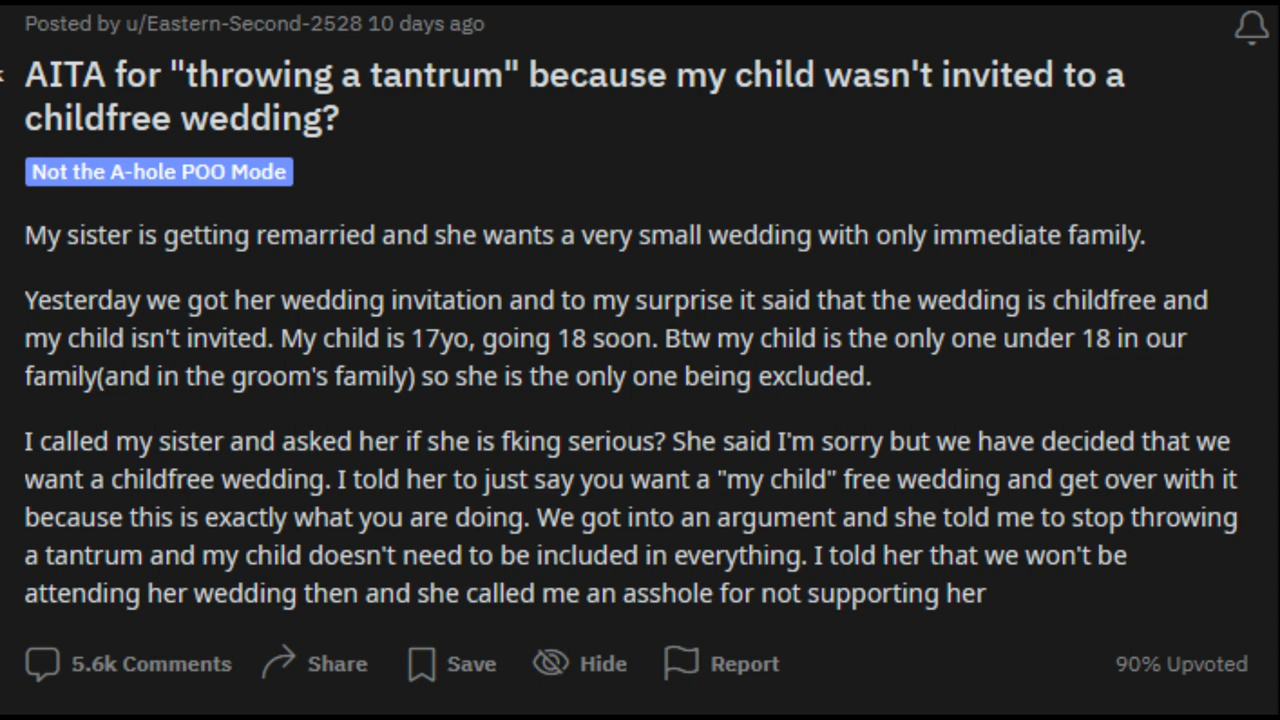 Posted by u/Eastern-Second-2528 10 days ago
AITA for "throwing a tantrum" because my child wasn't invited to a
childfree wedding?
Not the A-hole POO Mode
My sister is getting remarried and she wants a very small wedding with only immediate family.
Yesterday we got her wedding invitation and to my surprise it said that the wedding is childfree and
my child isn't invited. My child is 17yo, going 18 soon. Btw my child is the only one under 18 in our
family(and in the groom's family) so she is the only one being excluded.
I called my sister and asked her if she is fking serious? She said I'm sorry but we have decided that we
want a childfree wedding. I told her to just say you want a "my child" free wedding and get over with it
because this is exactly what you are doing. We got into an argument and she told me to stop throwing
a tantrum and my child doesn't need to be included in everything. I told her that we won't be
attending her wedding then and she called me an asshole for not supporting her
5.6k Comments Share Save Hide Report 90% Upvoted